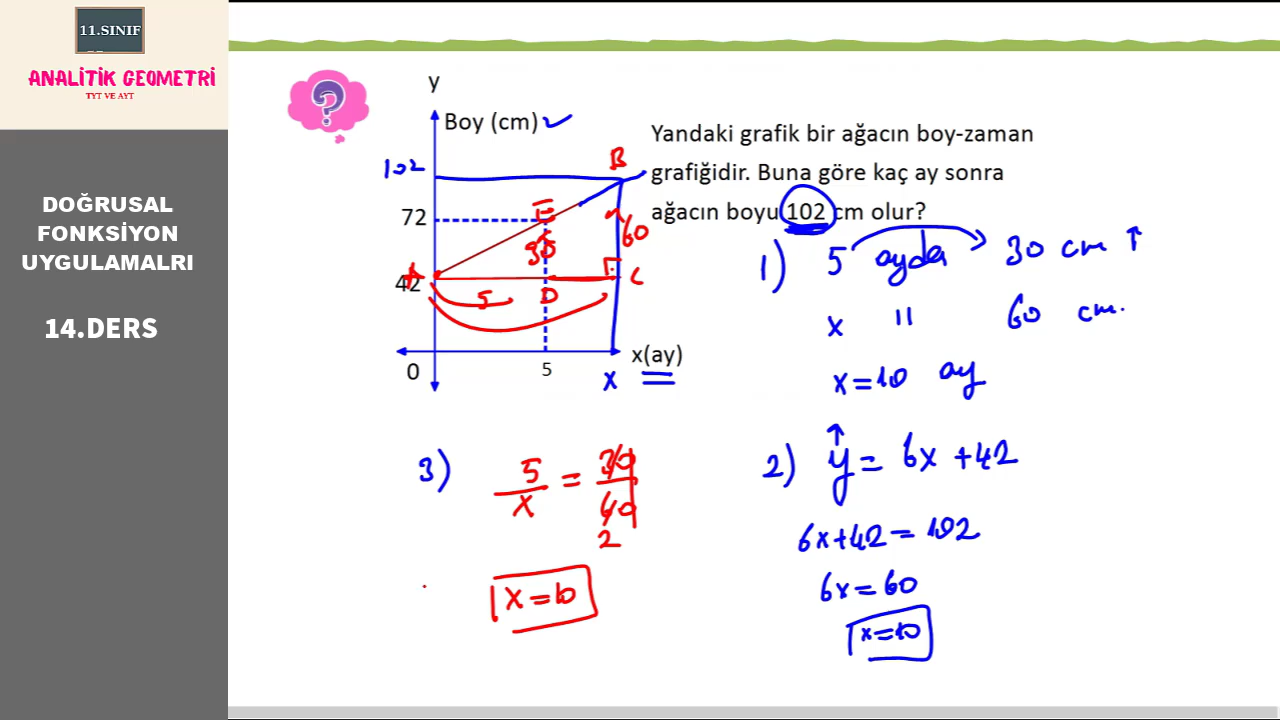 11.SINIF
ANALİTİK GEOMETRİ
TYT VE AYT
DOĞRUSAL
FONKSİYON
UYGULAMALRI
14.DERS
?
y
Boy (cm)
102
72
42
0
5
x(ay)
x
A
B
C
D
E
30
60
5
Yandaki grafik bir ağacın boy-zaman
grafiğidir. Buna göre kaç ay sonra
ağacın boyu 102 cm olur?
1) 5 ayda 30 cm ↑
x " 60 cm.
x = 10 ay
2) y = 6x + 42
6x + 42 = 102
6x = 60
x = 10
3) 5/x = 30/60
2
x = 10